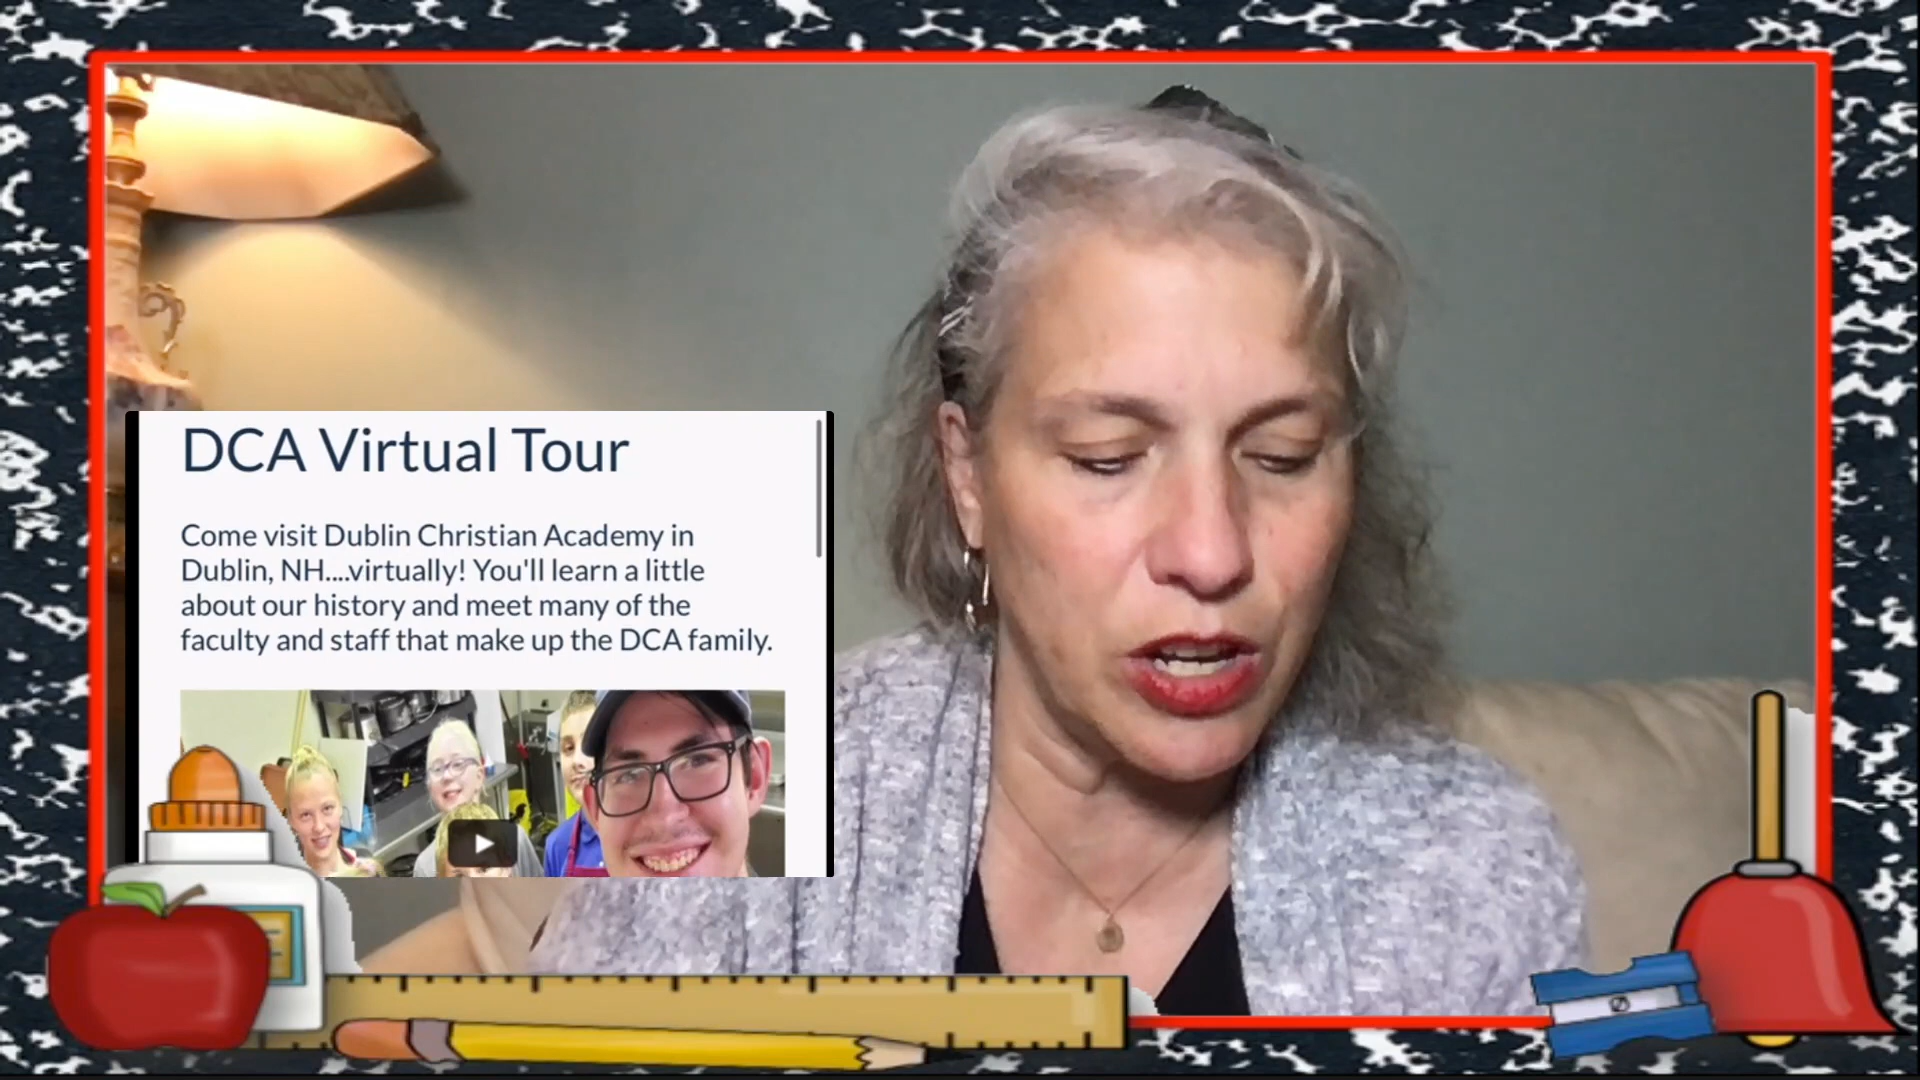 DCA Virtual Tour
Come visit Dublin Christian Academy in
Dublin, NH....virtually! You'll learn a little
about our history and meet many of the
faculty and staff that make up the DCA family.